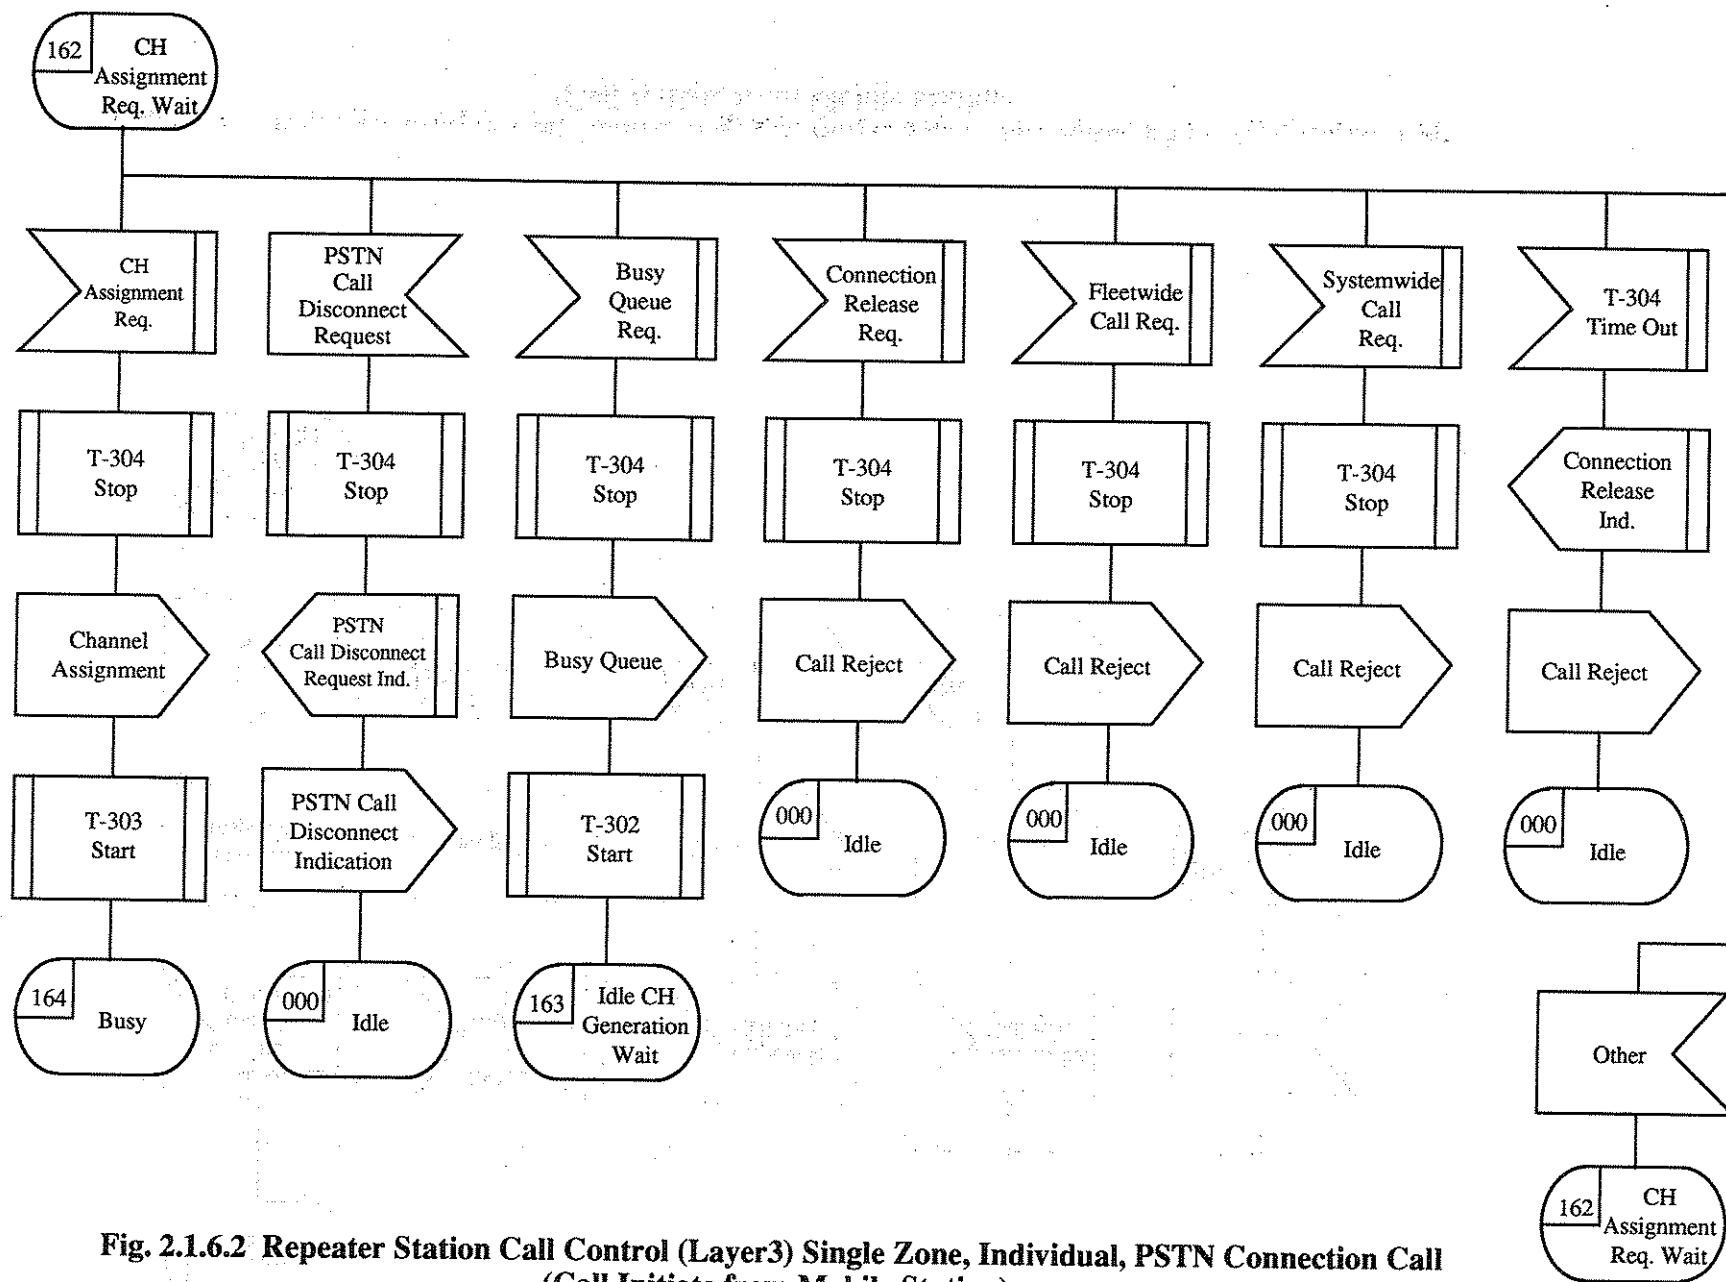 162
CH
Assignment
Req. Wait
CH
Assignment
Req.
PSTN
Call
Disconnect
Request
Busy
Queue
Req.
Connection
Release
Req.
Fleetwide
Call Req.
Systemwide
Call
Req.
T-304
Time Out
T-304
Stop
T-304
Stop
T-304
Stop
T-304
Stop
T-304
Stop
T-304
Stop
Connection
Release
Ind.
Channel
Assignment
PSTN
Call Disconnect
Request Ind.
Busy Queue
Call Reject
Call Reject
Call Reject
Call Reject
T-303
Start
PSTN Call
Disconnect
Indication
T-302
Start
000
Idle
000
Idle
000
Idle
000
Idle
164
Busy
000
Idle
163
Idle CH
Generation
Wait
Other
162
CH
Assignment
Req. Wait
Fig. 2.1.6.2 Repeater Station Call Control (Layer3) Single Zone, Individual, PSTN Connection Call
(Call Initiate from Mobile Station)